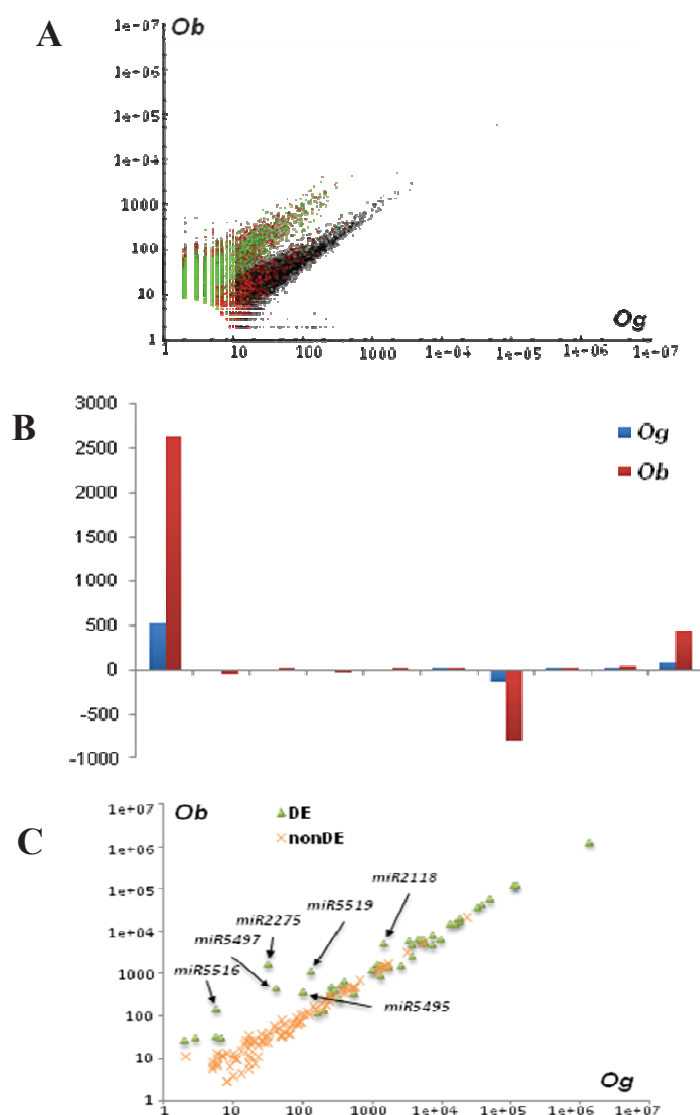 A
Ob
1e-07
1e-06
1e-05
1e-04
1000
100
10
1
Og
1 10 100 1000 1e-04 1e-05 1e-06 1e-07
B
3000
2500
2000
1500
1000
500
0
-500
-1000
Og
Ob
C
Ob
1e+07
1e+06
1e+05
1e+04
1000
100
10
1
DE
nonDE
miR2118
miR5519
miR2275
miR5497
miR5516
miR5495
Og
1 10 100 1000 1e+04 1e+05 1e+06 1e+07